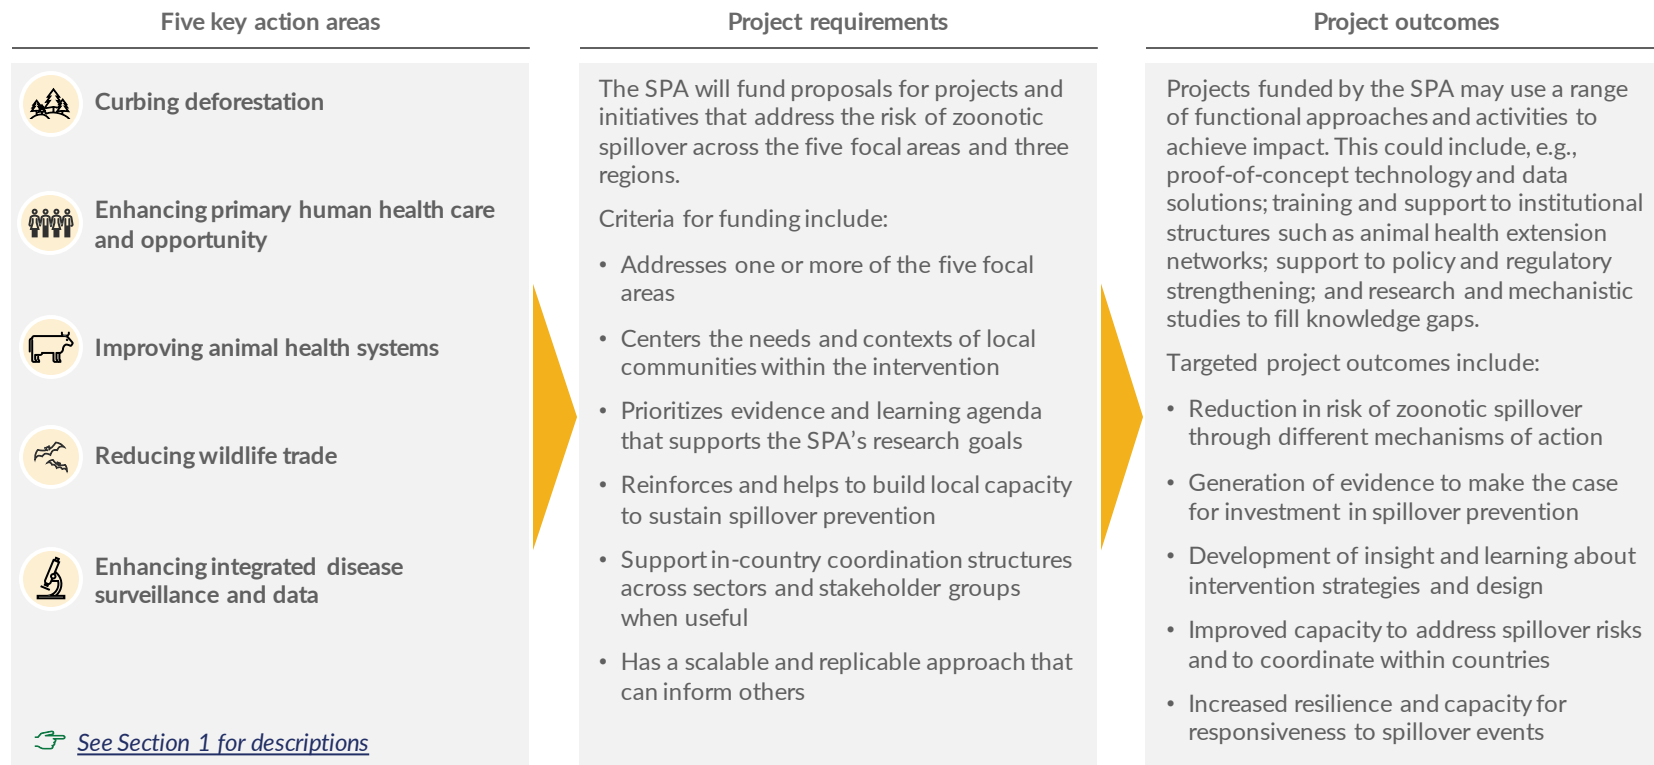 Five key action areas
Curbing deforestation
Enhancing primary human health care
and opportunity
Improving animal health systems
Reducing wildlife trade
Enhancing integrated disease
surveillance and data
See Section 1 for descriptions
Project requirements
The SPA will fund proposals for projects and
initiatives that address the risk of zoonotic
spillover across the five focal areas and three
regions.
Criteria for funding include:
• Addresses one or more of the five focal
areas
• Centers the needs and contexts of local
communities within the intervention
• Prioritizes evidence and learning agenda
that supports the SPA’s research goals
• Reinforces and helps to build local capacity
to sustain spillover prevention
• Support in-country coordination structures
across sectors and stakeholder groups
when useful
• Has a scalable and replicable approach that
can inform others
Project outcomes
Projects funded by the SPA may use a range
of functional approaches and activities to
achieve impact. This could include, e.g.,
proof-of-concept technology and data
solutions; training and support to institutional
structures such as animal health extension
networks; support to policy and regulatory
strengthening; and research and mechanistic
studies to fill knowledge gaps.
Targeted project outcomes include:
• Reduction in risk of zoonotic spillover
through different mechanisms of action
• Generation of evidence to make the case
for investment in spillover prevention
• Development of insight and learning about
intervention strategies and design
• Improved capacity to address spillover risks
and to coordinate within countries
• Increased resilience and capacity for
responsiveness to spillover events